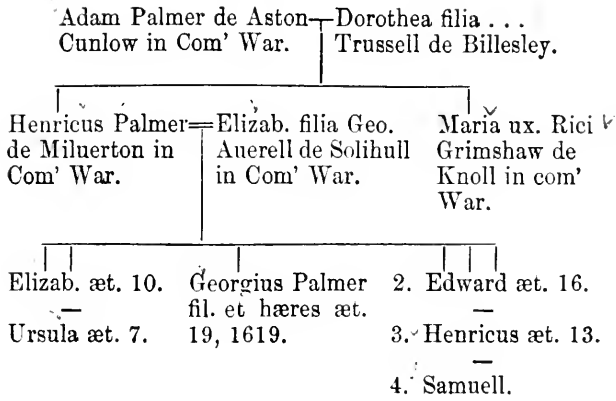 Adam Palmer de Aston
Cunlow in Com' War.
Dorothea filia . . .
Trussell de Billesley.
Henricus Palmer
de Miluerton in
Com' War.
Elizab. filia Geo.
Auerell de Solihull
in Com' War.
Maria ux. Rici
Grimshaw de
Knoll in com'
War.
Elizab. æt. 10.
Ursula æt. 7.
Georgius Palmer
fil. et hæres æt.
19, 1619.
2. Edward æt. 16.
3. Henricus æt. 13.
4. Samuell.